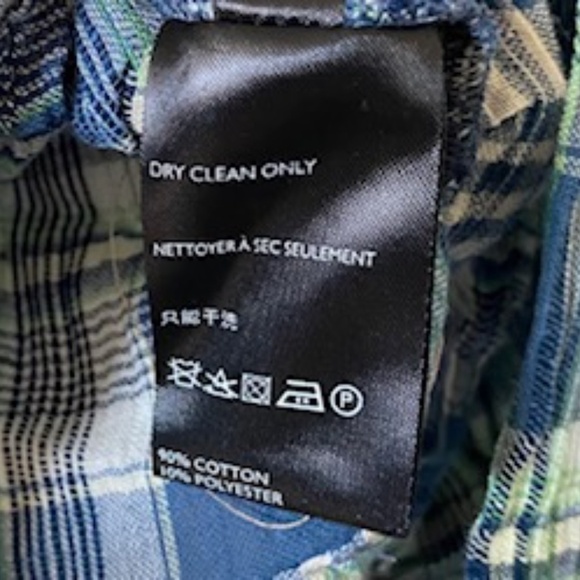 DRY CLEAN ONLY
NETTOYER À SEC SEULEMENT
只能干洗
P
90% COTTON
10% POLYESTER